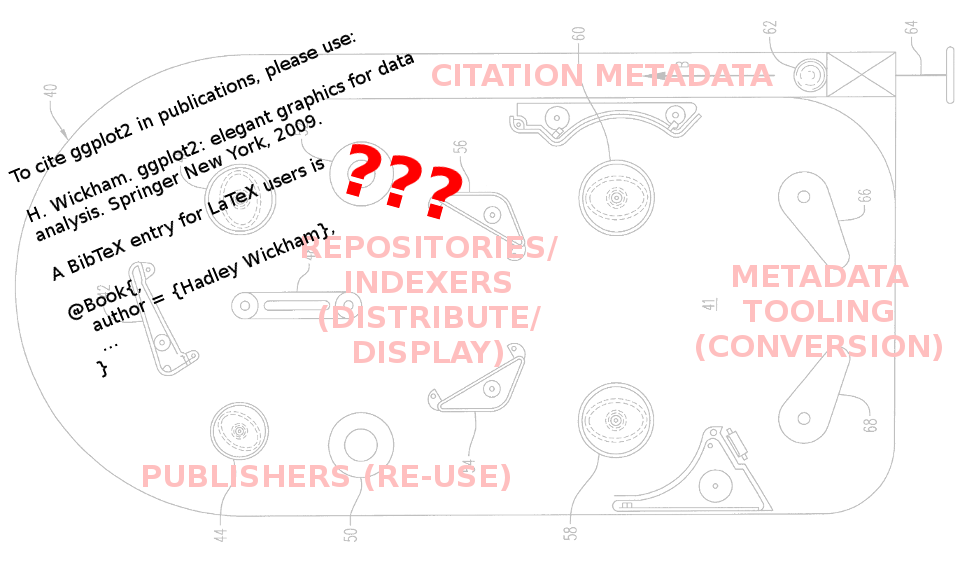 To cite ggplot2 in publications, please use:
H. Wickham. ggplot2: elegant graphics for data
analysis. Springer New York, 2009.
A BibTeX entry for LaTeX users is
@Book{,
author = {Hadley Wickham},
...
}
???
CITATION METADATA
REPOSITORIES/
INDEXERS
(DISTRIBUTE/
DISPLAY)
METADATA
TOOLING
(CONVERSION)
PUBLISHERS (RE-USE)
40
60
62
64
56
66
41
68
54
44
50
58